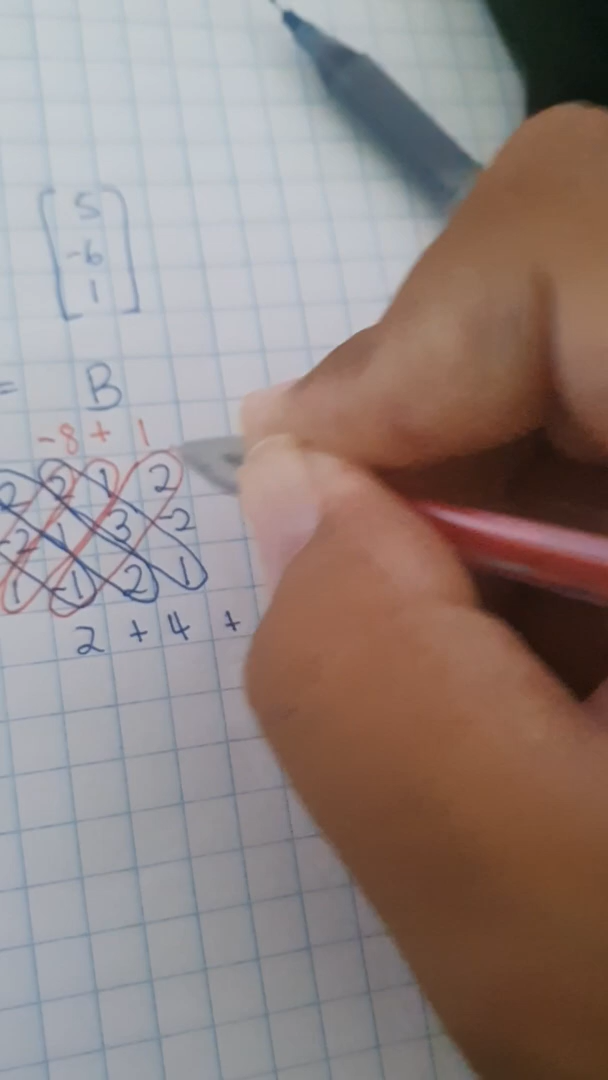 5
-6
1
= B
-8 + 1
2 2 1 2
-2 1 3 -2
1 -1 2 1
2 + 4 +